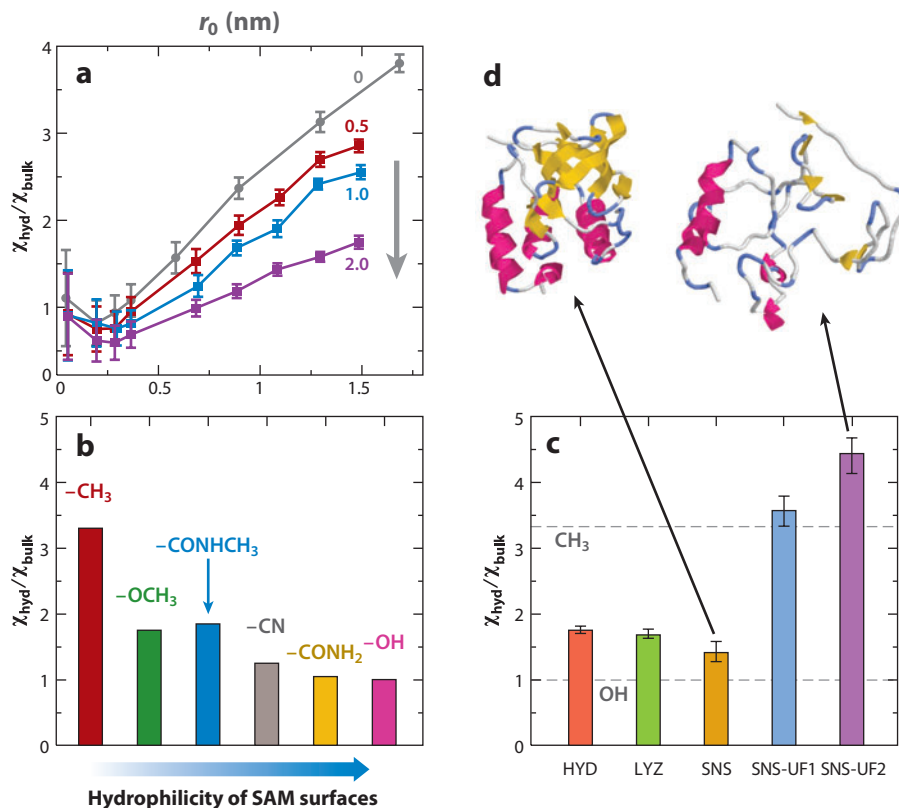 r₀ (nm)
a
4
3
2
1
0
χhyd/χbulk
0
0.5
1.0
2.0
0
0.5
1
1.5
d
b
5
4
3
2
1
0
χhyd/χbulk
–CH₃
–OCH₃
–CONHCH₃
–CN
–CONH₂
–OH
Hydrophilicity of SAM surfaces
c
5
4
3
2
1
0
χhyd/χbulk
CH₃
OH
HYD LYZ SNS SNS-UF1 SNS-UF2